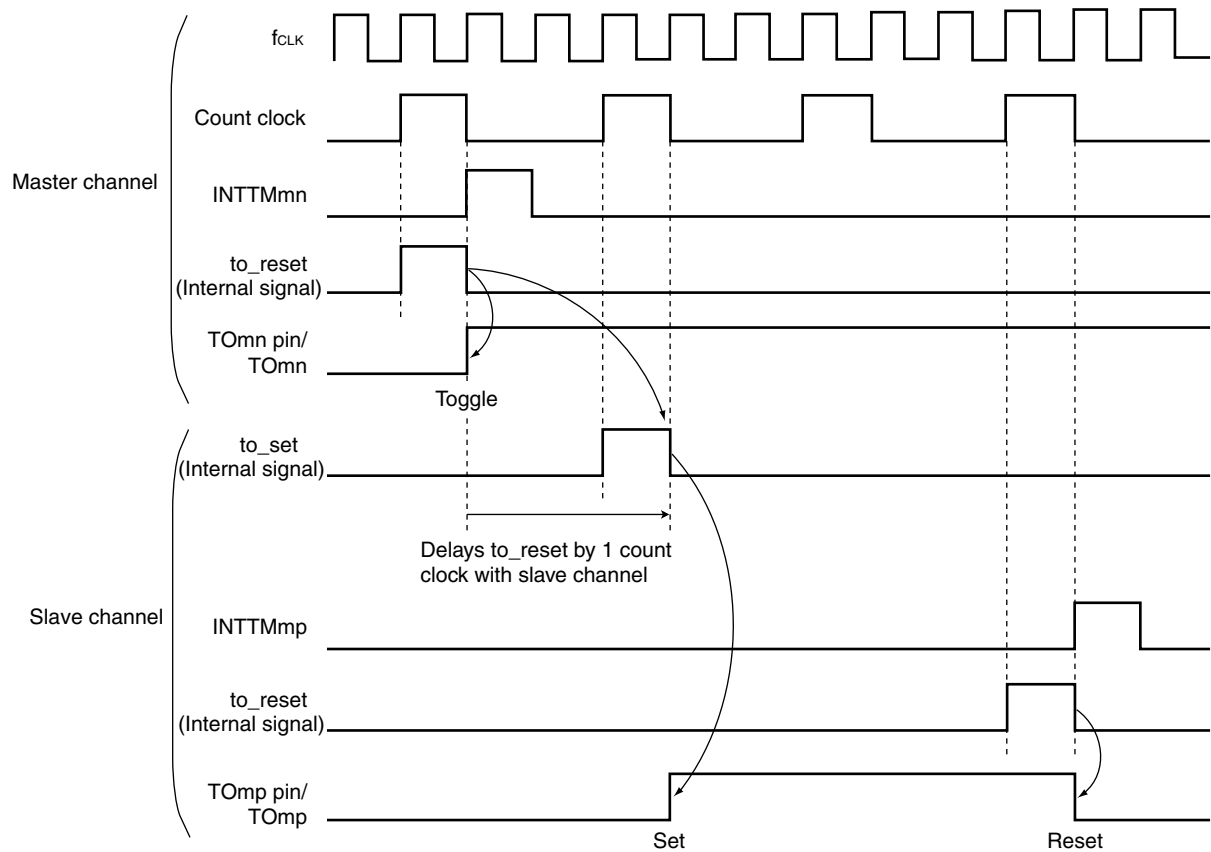 fCLK
Count clock
Master channel
INTTMmn
to_reset
(Internal signal)
TOmn pin/
TOmn
Toggle
to_set
(Internal signal)
Delays to_reset by 1 count
clock with slave channel
Slave channel
INTTMmp
to_reset
(Internal signal)
TOmp pin/
TOmp
Set
Reset